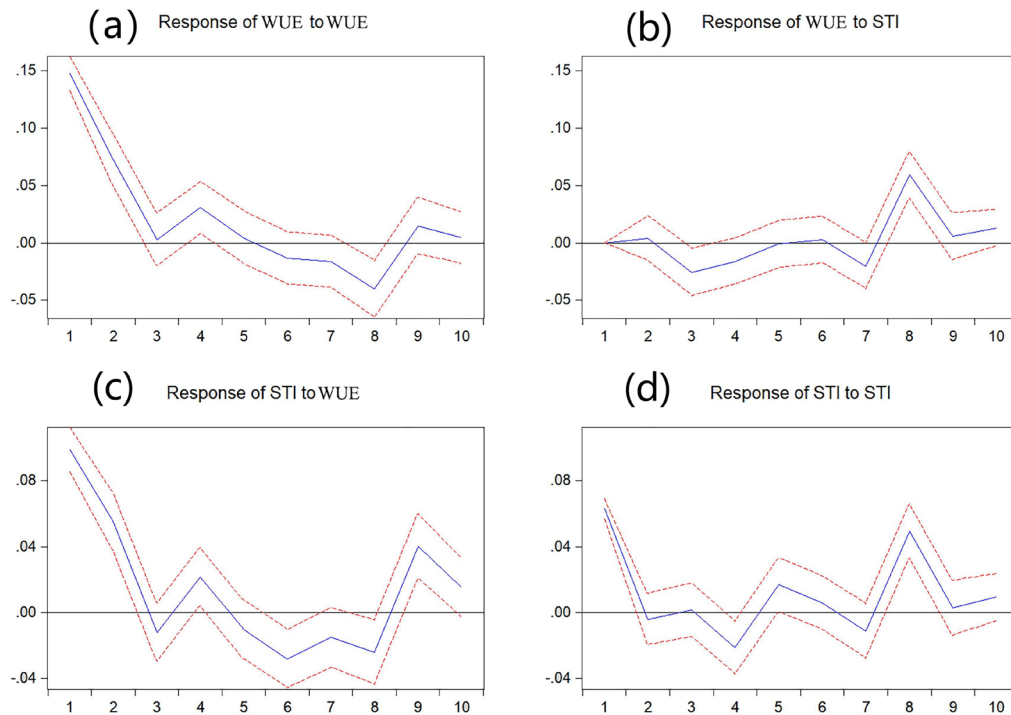 (a) Response of WUE to WUE
.15
.10
.05
.00
-.05
1 2 3 4 5 6 7 8 9 10
(b) Response of WUE to STI
.15
.10
.05
.00
-.05
1 2 3 4 5 6 7 8 9 10
(c) Response of STI to WUE
.08
.04
.00
-.04
1 2 3 4 5 6 7 8 9 10
(d) Response of STI to STI
.08
.04
.00
-.04
1 2 3 4 5 6 7 8 9 10